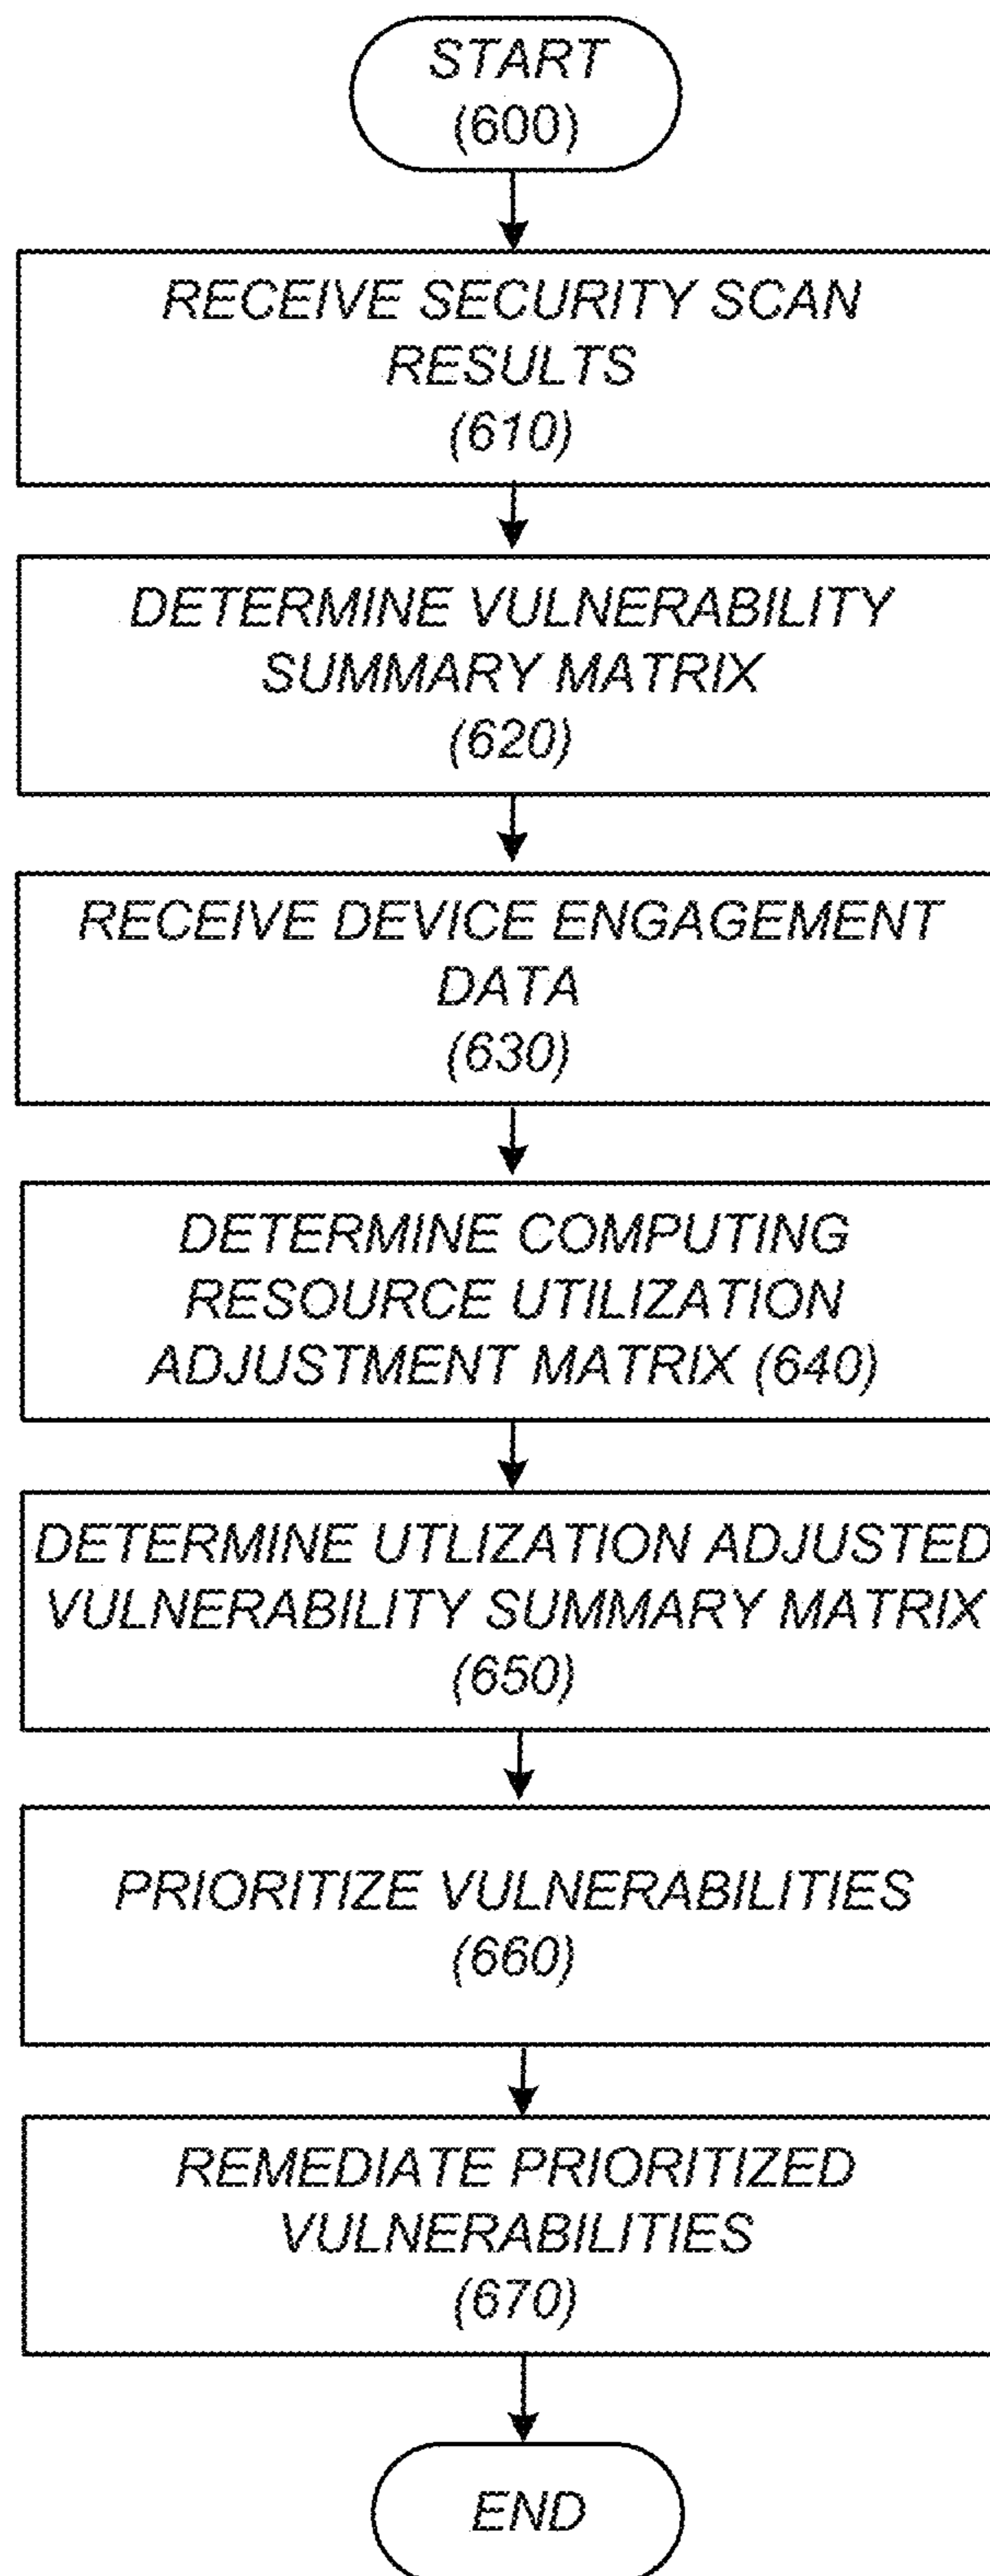 START
(600)
RECEIVE SECURITY SCAN
RESULTS
(610)
DETERMINE VULNERABILITY
SUMMARY MATRIX
(620)
RECEIVE DEVICE ENGAGEMENT
DATA
(630)
DETERMINE COMPUTING
RESOURCE UTILIZATION
ADJUSTMENT MATRIX (640)
DETERMINE UTLIZATION ADJUSTED
VULNERABILITY SUMMARY MATRIX
(650)
PRIORITIZE VULNERABILITIES
(660)
REMEDIATE PRIORITIZED
VULNERABILITIES
(670)
END